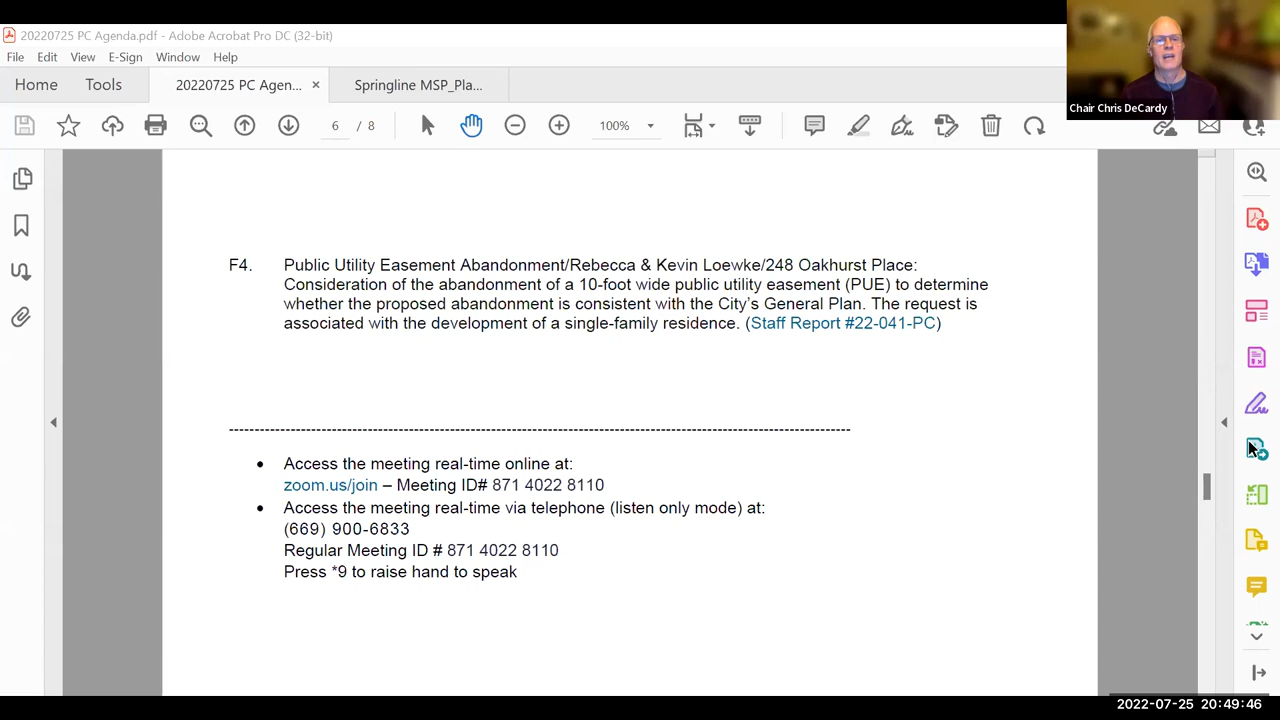 20220725 PC Agenda.pdf - Adobe Acrobat Pro DC (32-bit)
File Edit View E-Sign Window Help
Home Tools 20220725 PC Agen... × Springline MSP_Pla...
6 / 8 100%
Chair Chris DeCardy
F4. Public Utility Easement Abandonment/Rebecca & Kevin Loewke/248 Oakhurst Place:
Consideration of the abandonment of a 10-foot wide public utility easement (PUE) to determine
whether the proposed abandonment is consistent with the City's General Plan. The request is
associated with the development of a single-family residence. (Staff Report #22-041-PC)
--------------------------------------------------------------------------------------------------------------------------
• Access the meeting real-time online at:
zoom.us/join – Meeting ID# 871 4022 8110
• Access the meeting real-time via telephone (listen only mode) at:
(669) 900-6833
Regular Meeting ID # 871 4022 8110
Press *9 to raise hand to speak
2022-07-25 20:49:46